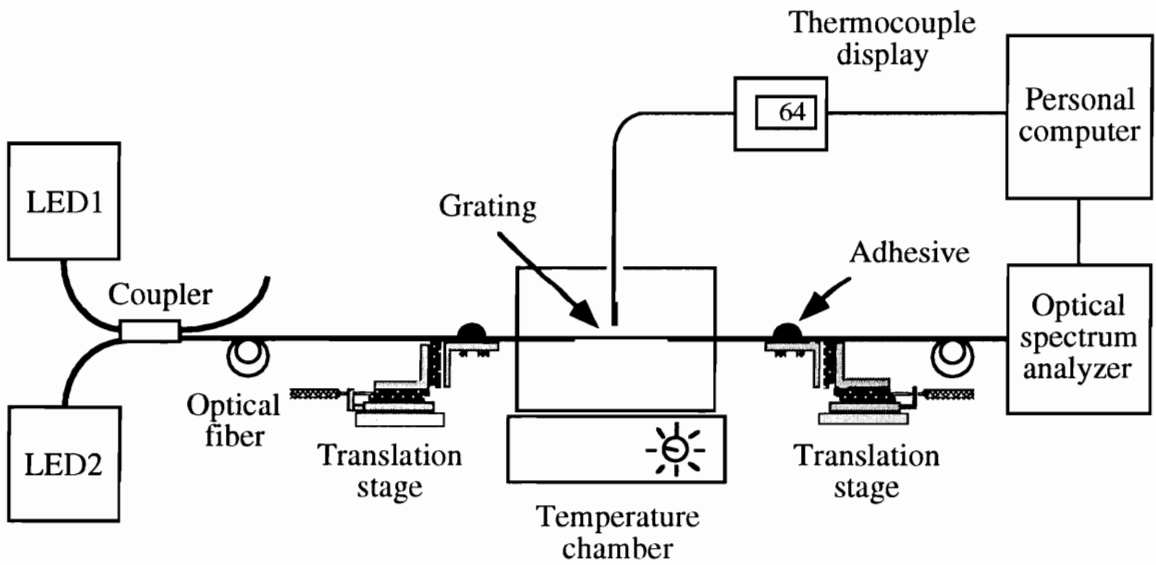 Thermocouple
display
64
Personal
computer
LED1
Grating
Adhesive
Coupler
Optical
spectrum
analyzer
Optical
fiber
LED2
Translation
stage
Translation
stage
Temperature
chamber